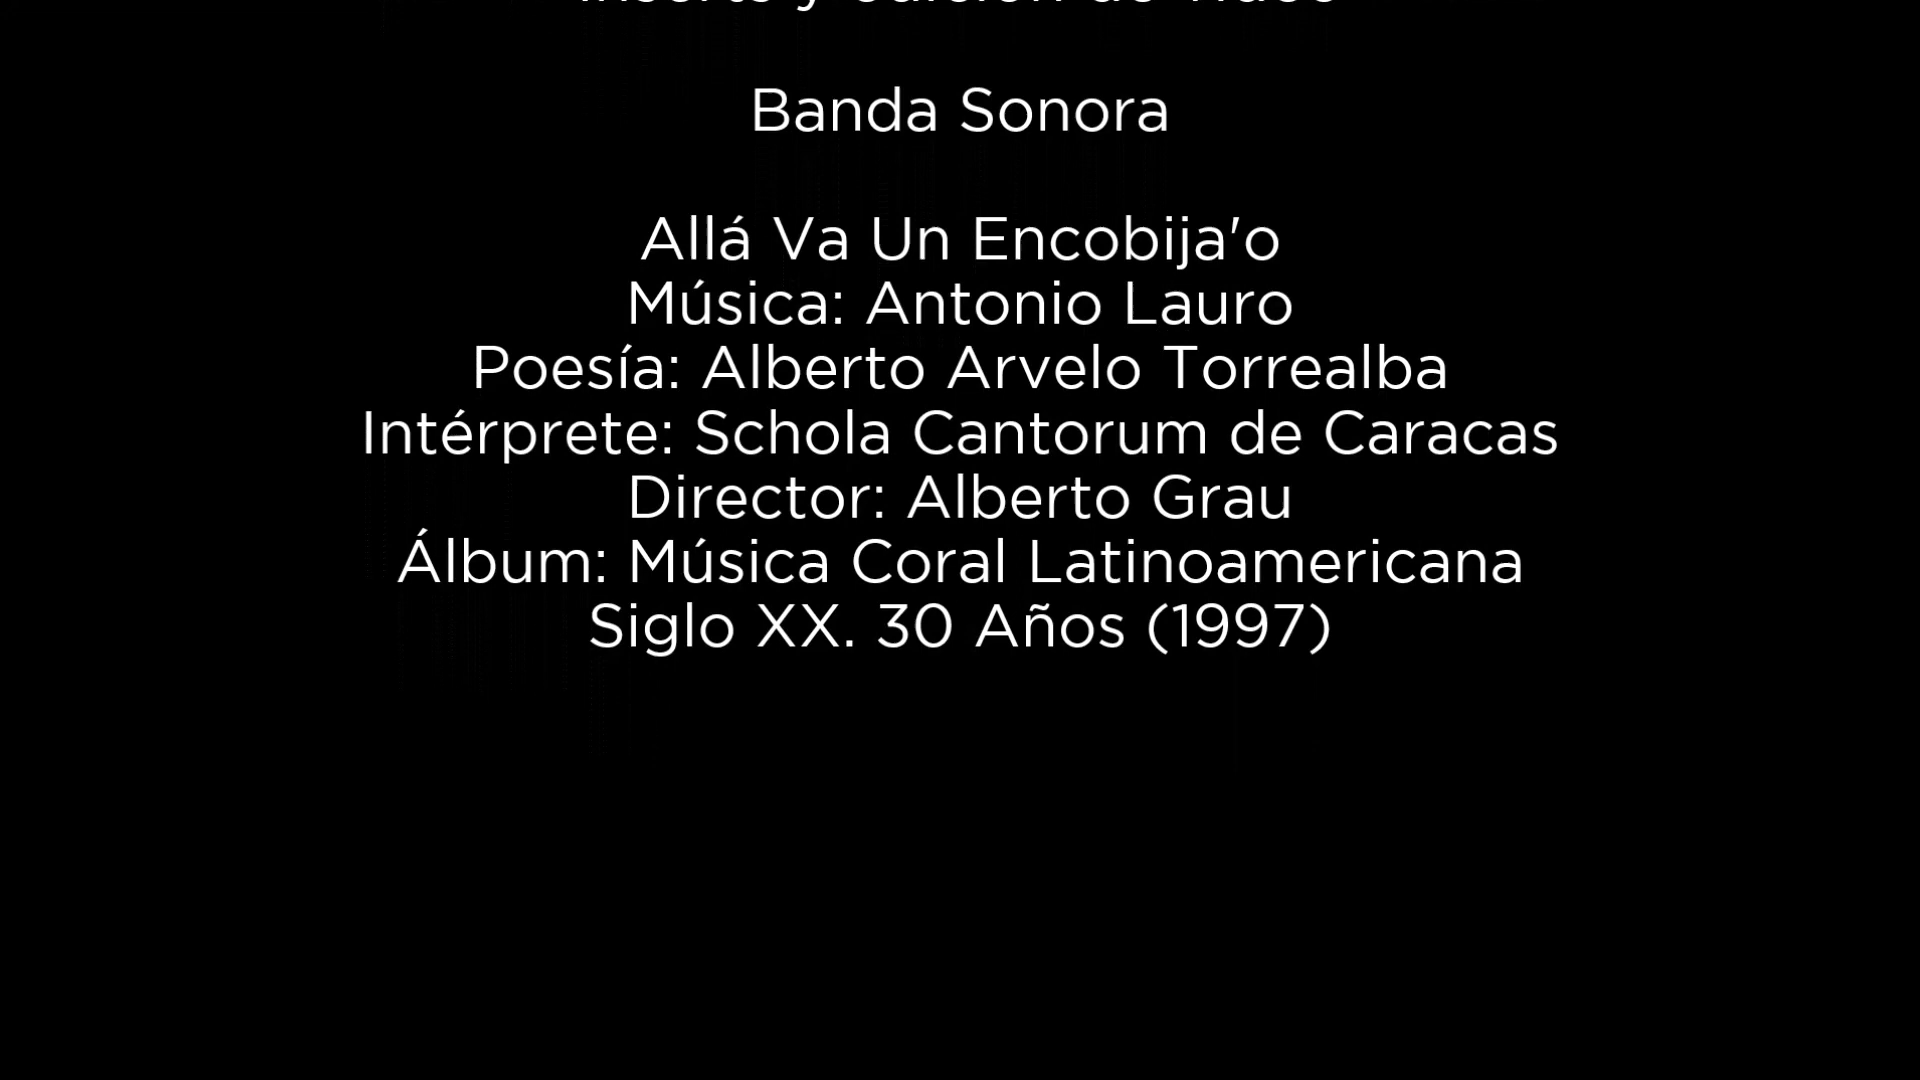 Banda Sonora
Allá Va Un Encobija'o
Música: Antonio Lauro
Poesía: Alberto Arvelo Torrealba
Intérprete: Schola Cantorum de Caracas
Director: Alberto Grau
Álbum: Música Coral Latinoamericana
Siglo XX. 30 Años (1997)